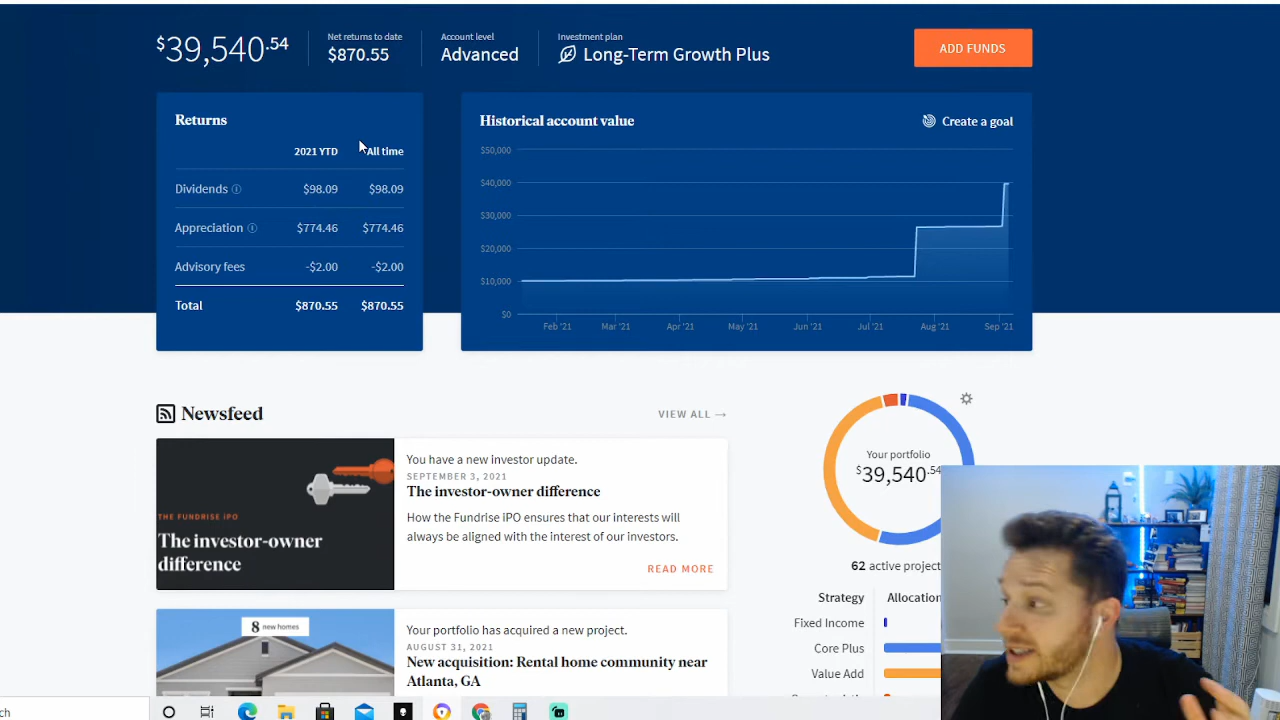 $39,540.54
Net returns to date
$870.55
Account level
Advanced
Investment plan
Long-Term Growth Plus
ADD FUNDS
Returns
2021 YTD All time
Dividends $98.09 $98.09
Appreciation $774.46 $774.46
Advisory fees -$2.00 -$2.00
Total $870.55 $870.55
Historical account value
Create a goal
$50,000
$40,000
$30,000
$20,000
$10,000
$0
Feb '21 Mar '21 Apr '21 May '21 Jun '21 Jul '21 Aug '21 Sep '21
Newsfeed
VIEW ALL →
THE FUNDRISE IPO
The investor-owner
difference
You have a new investor update.
SEPTEMBER 3, 2021
The investor-owner difference
How the Fundrise IPO ensures that our interests will
always be aligned with the interest of our investors.
READ MORE
8 new homes
Your portfolio has acquired a new project.
AUGUST 31, 2021
New acquisition: Rental home community near
Atlanta, GA
Your portfolio
$39,540.54
62 active project
Strategy Allocation
Fixed Income
Core Plus
Value Add
ch